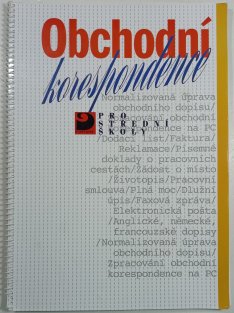 Obchodní
korespondence
PRO
STŘEDNÍ
ŠKOLY
/Normalizovaná úprava
obchodního dopisu/
Zpracování obchodní
korespondence na PC
/Dodací list/Faktura/
Reklamace/Písemné
doklady o pracovních
cestách/Žádost o místo
/Životopis/Pracovní
smlouva/Plná moc/Dlužní
úpis/Faxová zpráva/
Elektronická pošta
/Anglické, německé,
francouzské dopisy
/Normalizovaná úprava
obchodního dopisu/
Zpracování obchodní
korespondence na PC